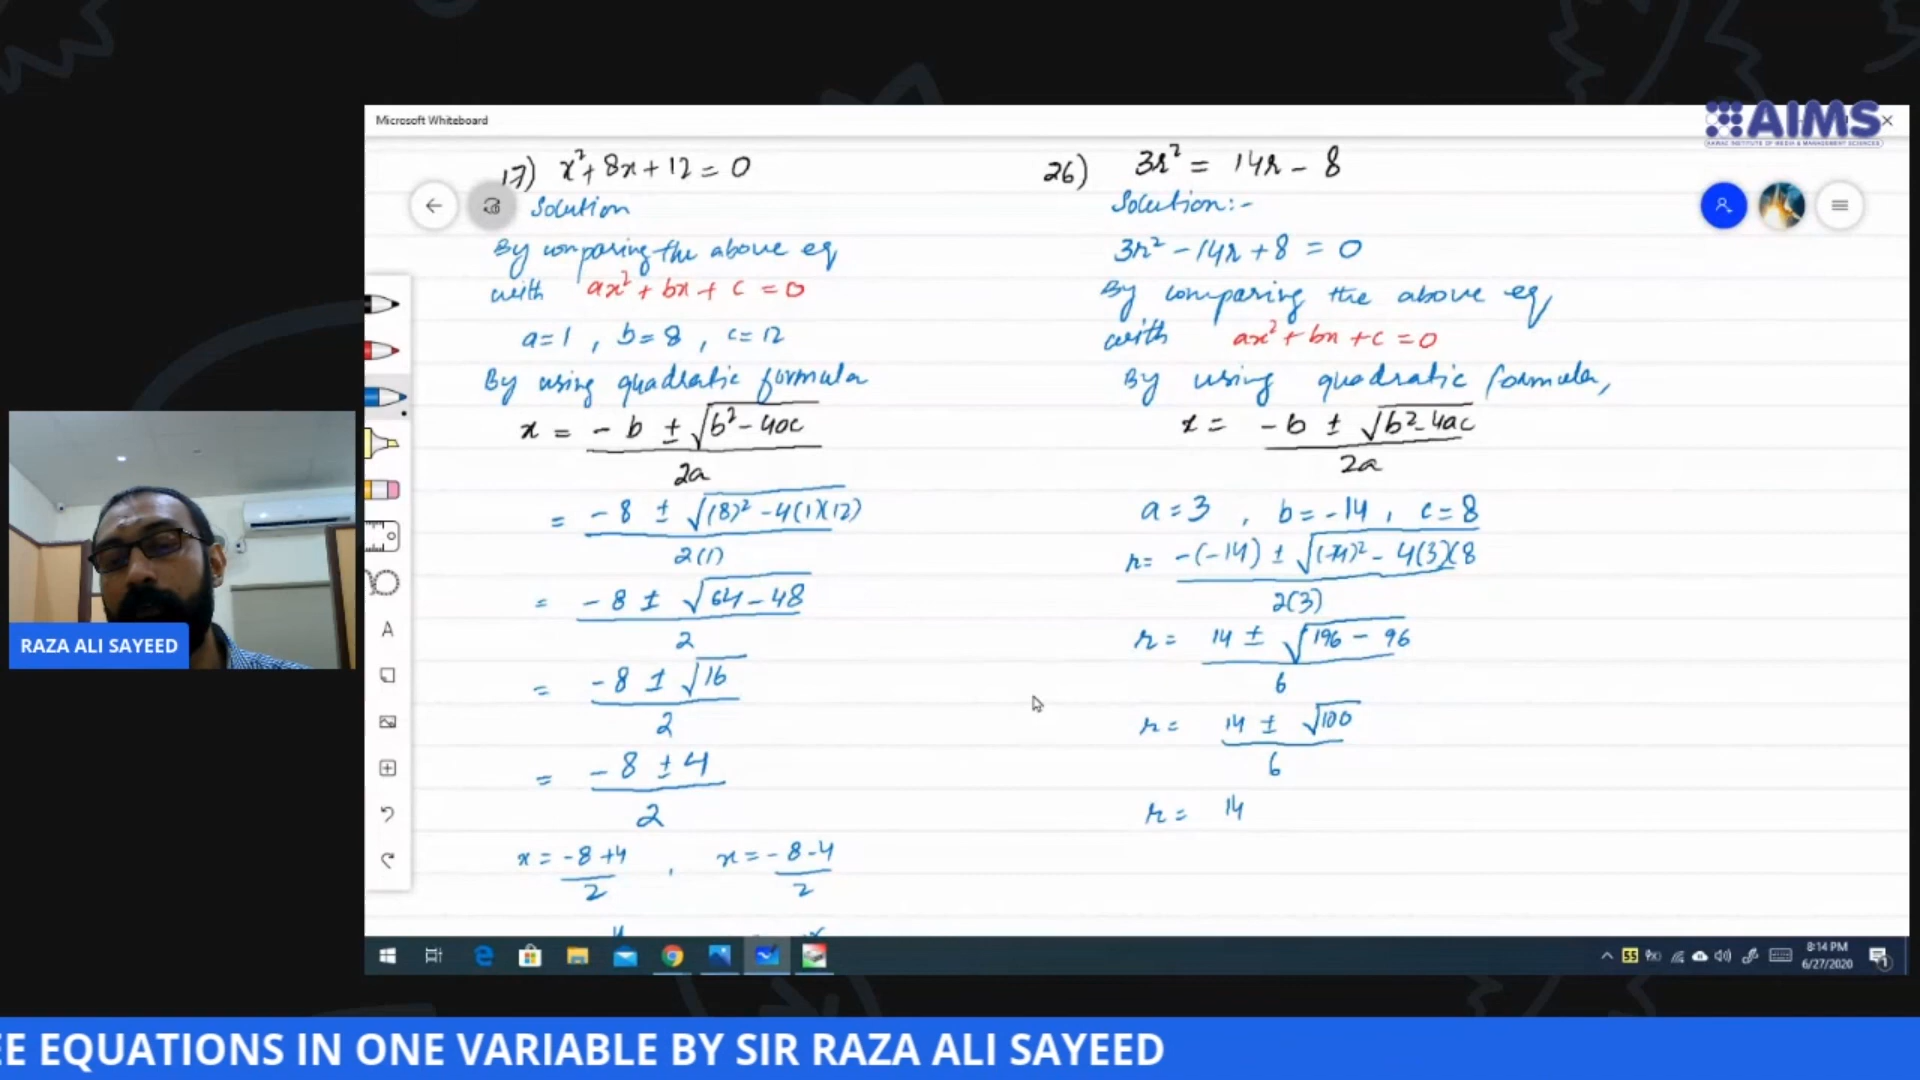 AIMS
Microsoft Whiteboard
17) x²+8x+12=0
Solution
By comparing the above eq
with ax²+bx+c=0
a=1, b=8, c=12
By using quadratic formula
x = -b ± √b²-4ac
2a
= -8 ± √(8)²-4(1)(12)
2(1)
= -8 ± √64-48
2
= -8 ± √16
2
= -8 ± 4
2
x = -8+4 , x = -8-4
2 2
26) 3r² = 14r - 8
Solution:-
3r² - 14r + 8 = 0
By comparing the above eq
with ax²+bx+c=0
By using quadratic formula,
x = -b ± √b²-4ac
2a
a=3, b=-14, c=8
r= -(-14) ± √(-14)² - 4(3)(8
2(3)
r= 14 ± √196 - 96
6
r= 14 ± √100
6
r= 14
RAZA ALI SAYEED
8:14 PM
6/27/2020
EE EQUATIONS IN ONE VARIABLE BY SIR RAZA ALI SAYEED